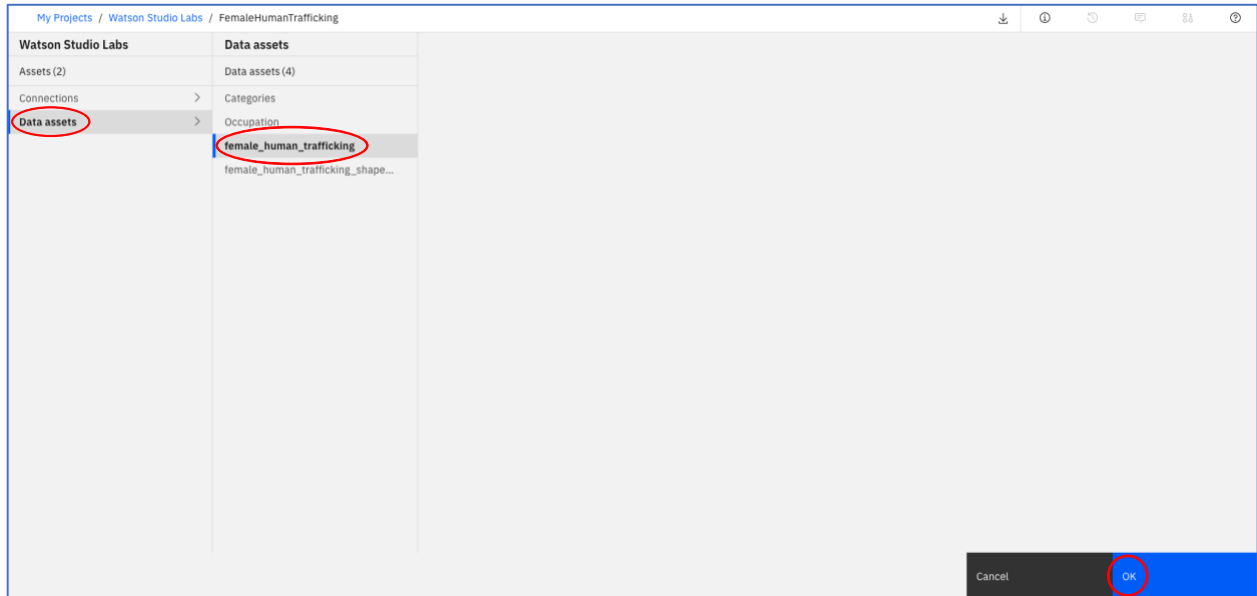 My Projects / Watson Studio Labs / FemaleHumanTrafficking
Watson Studio Labs
Data assets
Assets (2)
Data assets (4)
Connections
Categories
Data assets
Occupation
female_human_trafficking
female_human_trafficking_shape...
Cancel
OK